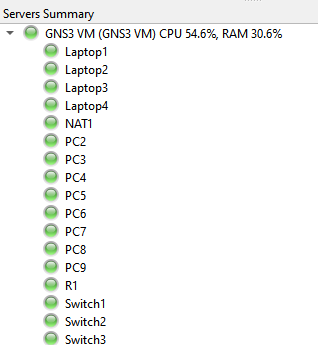 Servers Summary
GNS3 VM (GNS3 VM) CPU 54.6%, RAM 30.6%
Laptop1
Laptop2
Laptop3
Laptop4
NAT1
PC2
PC3
PC4
PC5
PC6
PC7
PC8
PC9
R1
Switch1
Switch2
Switch3